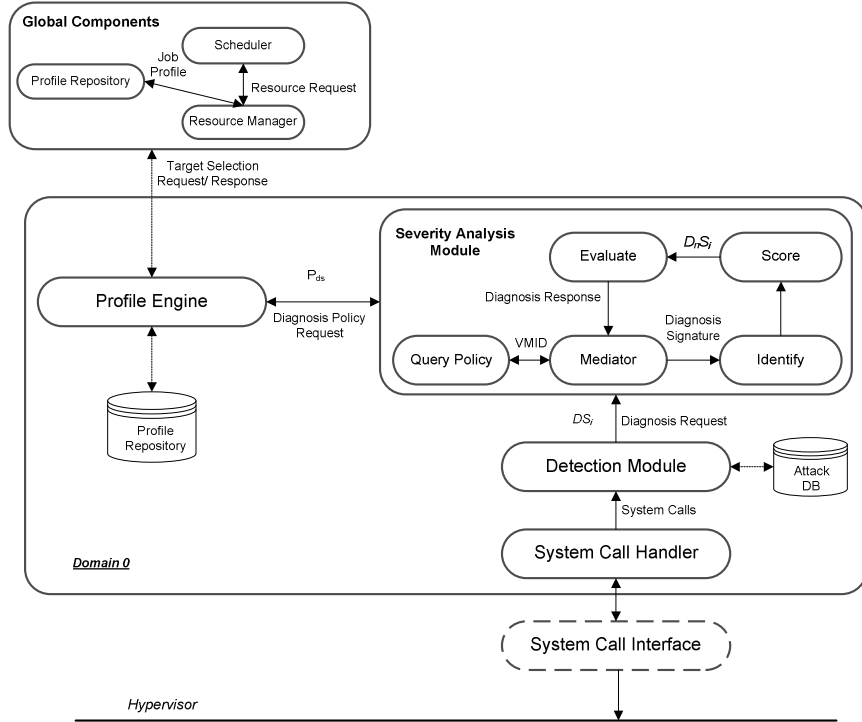 Global Components
Scheduler
Job
Profile
Profile Repository
Resource Request
Resource Manager
Target Selection
Request/ Response
Severity Analysis
Module
Evaluate
DnSi
Score
Pds
Profile Engine
Diagnosis Policy
Request
Diagnosis Response
Diagnosis
Signature
Query Policy
VMID
Mediator
Identify
Profile
Repository
DSi
Diagnosis Request
Detection Module
Attack
DB
System Calls
System Call Handler
Domain 0
System Call Interface
Hypervisor